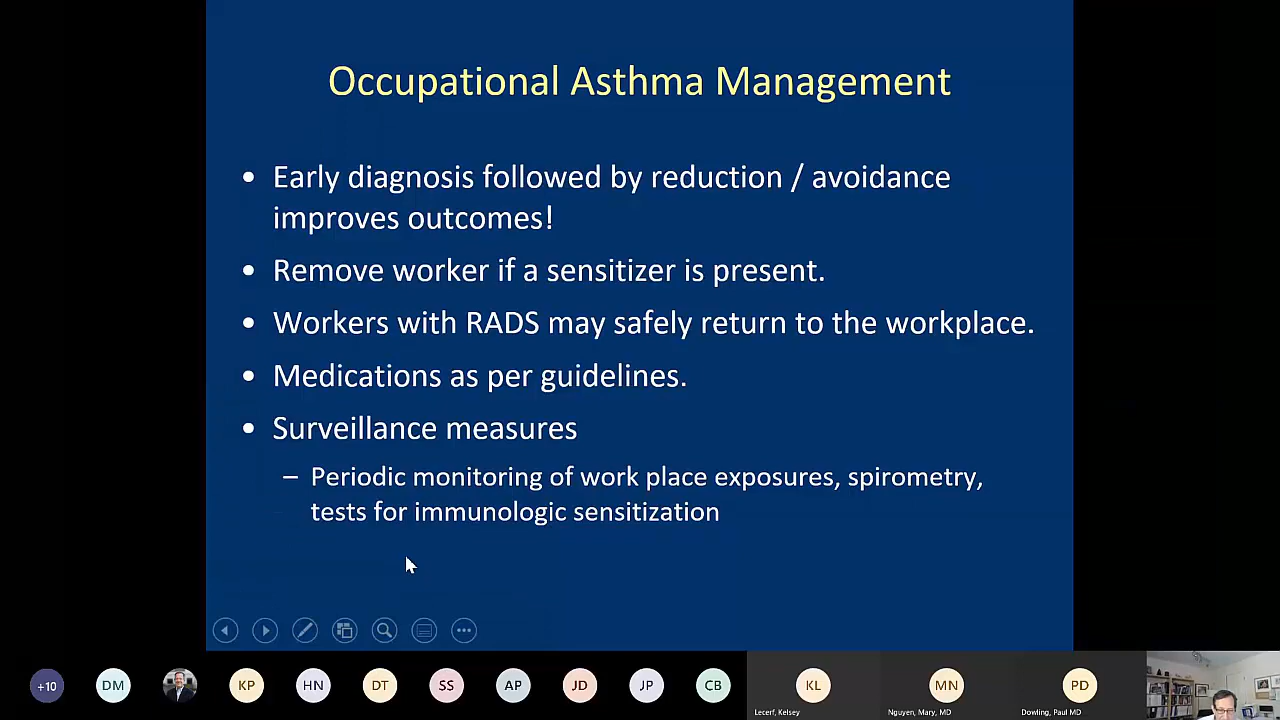 Occupational Asthma Management
• Early diagnosis followed by reduction / avoidance
improves outcomes!
• Remove worker if a sensitizer is present.
• Workers with RADS may safely return to the workplace.
• Medications as per guidelines.
• Surveillance measures
– Periodic monitoring of work place exposures, spirometry,
tests for immunologic sensitization
+10 DM KP HN DT SS AP JD JP CB KL MN PD
Lecerf, Kelsey Nguyen, Mary, MD Dowling, Paul MD